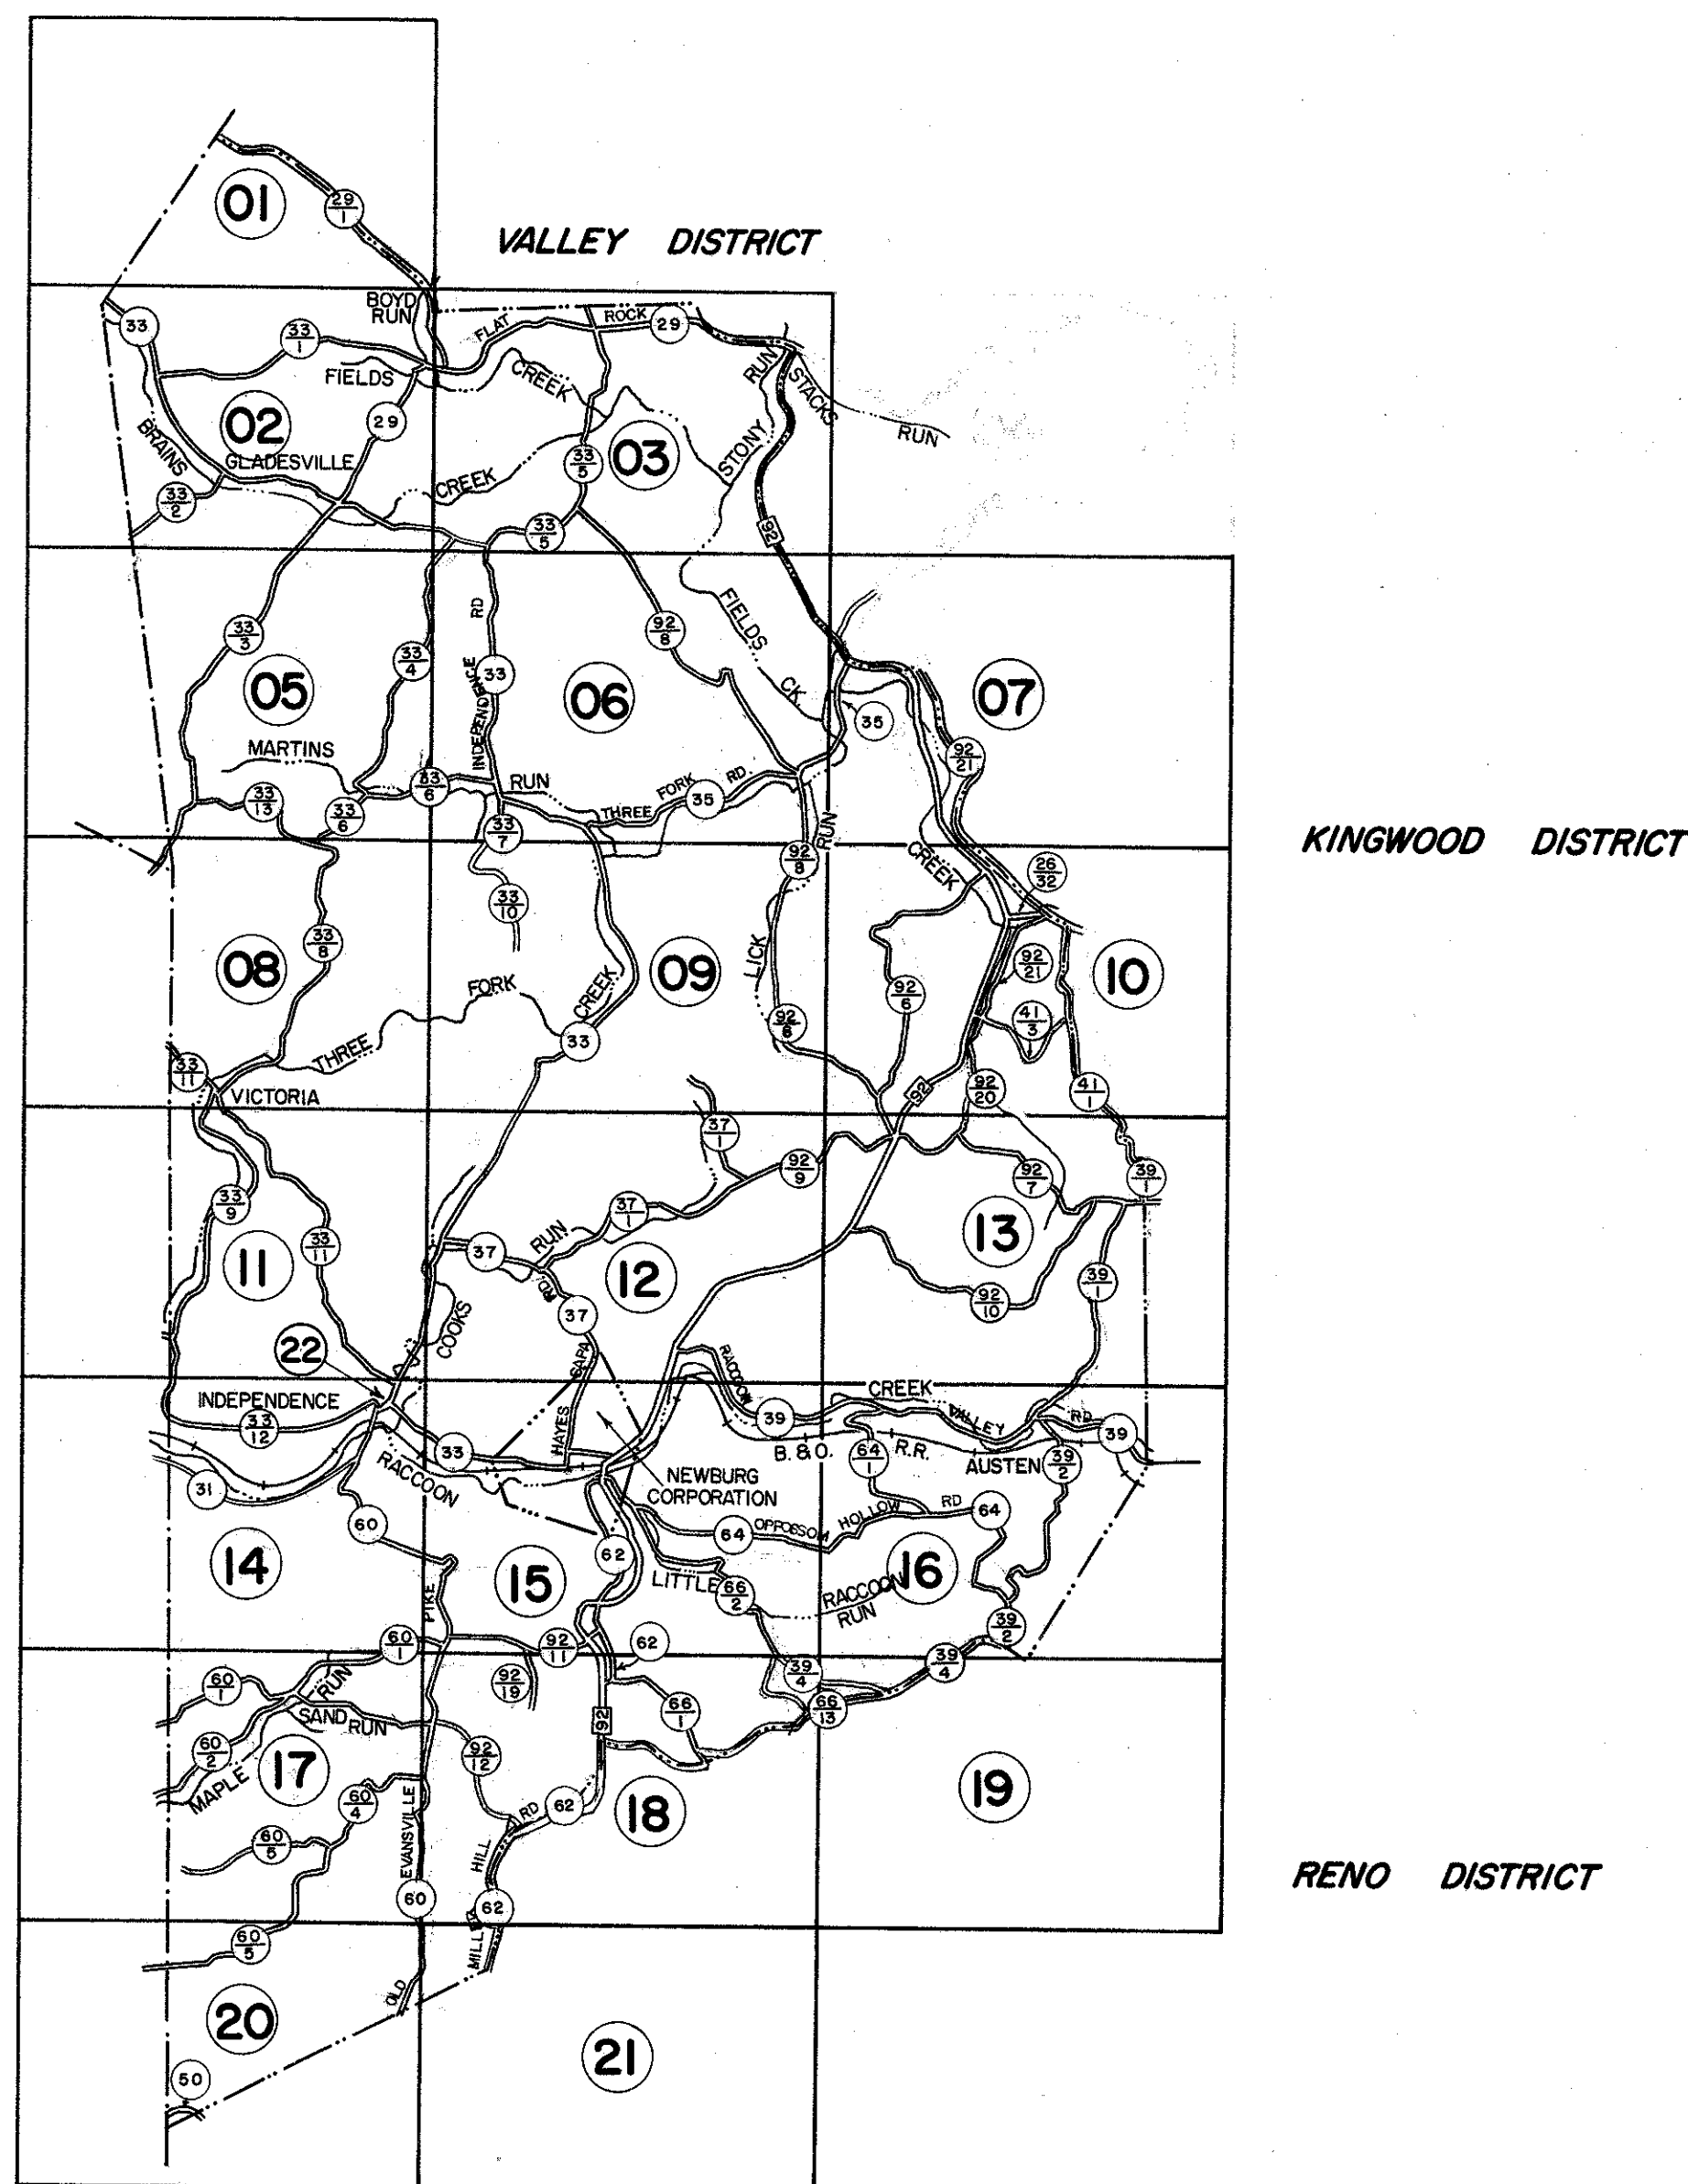 01
29
1
VALLEY DISTRICT
BOYD
RUN
33
33
1
FLAT
ROCK
29
FIELDS
CREEK
RUN
STACKS
RUN
02
29
BRAINS
GLADESVILLE
33
2
CREEK
33
5
03
STONY
33
5
92
33
3
33
4
RD
INDEPENDENCE
33
92
8
FIELDS
CK.
05
06
07
35
MARTINS
92
21
33
13
33
6
33
6
RUN
THREE
FORK
35
RD.
33
7
92
8
RUN
CREEK
26
32
KINGWOOD DISTRICT
33
10
33
8
08
FORK
CREEK
09
LICK
92
6
92
21
10
THREE
33
92
8
41
3
33
11
VICTORIA
92
92
20
41
1
37
1
92
9
92
7
39
1
33
9
37
1
33
11
11
37
RUN
RD
12
13
39
1
92
10
COOKS
37
22
SAPA
HAYES
RACCOON
INDEPENDENCE
33
12
39
CREEK
VALLEY
RD
39
33
RACCOON
B. & O.
R.R.
64
1
AUSTEN
39
2
31
NEWBURG
CORPORATION
60
64
OPPOSSOM
HOLLOW
RD
64
62
14
15
LITTLE
66
2
RACCOON
RUN
16
PIKE
39
2
60
1
92
11
62
39
4
39
4
60
1
RUN
SAND
RUN
92
19
66
1
66
13
92
60
2
MAPLE
17
92
12
60
4
62
RD
18
19
60
5
EVANSVILLE
HILL
RENO DISTRICT
60
62
MILLER
60
5
OLD
20
21
50